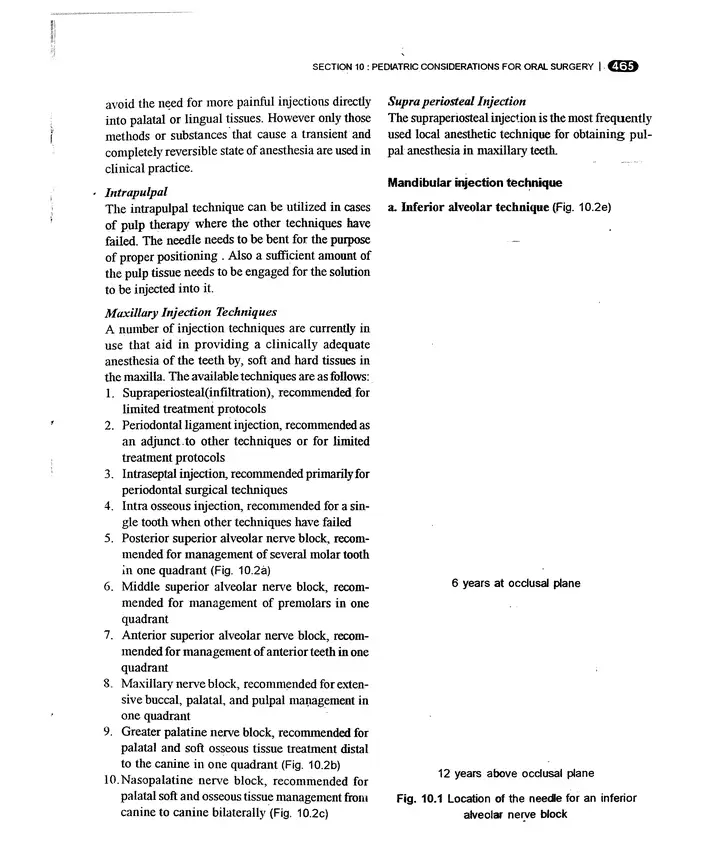 SECTION 10 : PEDIATRIC CONSIDERATIONS FOR ORAL SURGERY | 465
avoid the need for more painful injections directly
into palatal or lingual tissues. However only those
methods or substances that cause a transient and
completely reversible state of anesthesia are used in
clinical practice.
Intrapulpal
The intrapulpal technique can be utilized in cases
of pulp therapy where the other techniques have
failed. The needle needs to be bent for the purpose
of proper positioning . Also a sufficient amount of
the pulp tissue needs to be engaged for the solution
to be injected into it.
Maxillary Injection Techniques
A number of injection techniques are currently in
use that aid in providing a clinically adequate
anesthesia of the teeth by, soft and hard tissues in
the maxilla. The available techniques are as follows:
1. Supraperiosteal(infiltration), recommended for
limited treatment protocols
2. Periodontal ligament injection, recommended as
an adjunct to other techniques or for limited
treatment protocols
3. Intraseptal injection, recommended primarily for
periodontal surgical techniques
4. Intra osseous injection, recommended for a sin-
gle tooth when other techniques have failed
5. Posterior superior alveolar nerve block, recom-
mended for management of several molar tooth
in one quadrant (Fig. 10.2a)
6. Middle superior alveolar nerve block, recom-
mended for management of premolars in one
quadrant
7. Anterior superior alveolar nerve block, recom-
mended for management of anterior teeth in one
quadrant
8. Maxillary nerve block, recommended for exten-
sive buccal, palatal, and pulpal management in
one quadrant
9. Greater palatine nerve block, recommended for
palatal and soft osseous tissue treatment distal
to the canine in one quadrant (Fig. 10.2b)
10. Nasopalatine nerve block, recommended for
palatal soft and osseous tissue management from
canine to canine bilaterally (Fig. 10.2c)
Supra periosteal Injection
The supraperiosteal injection is the most frequently
used local anesthetic technique for obtaining pul-
pal anesthesia in maxillary teeth.
Mandibular injection technique
a. Inferior alveolar technique (Fig. 10.2e)
6 years at occlusal plane
12 years above occlusal plane
Fig. 10.1 Location of the needle for an inferior
alveolar nerve block